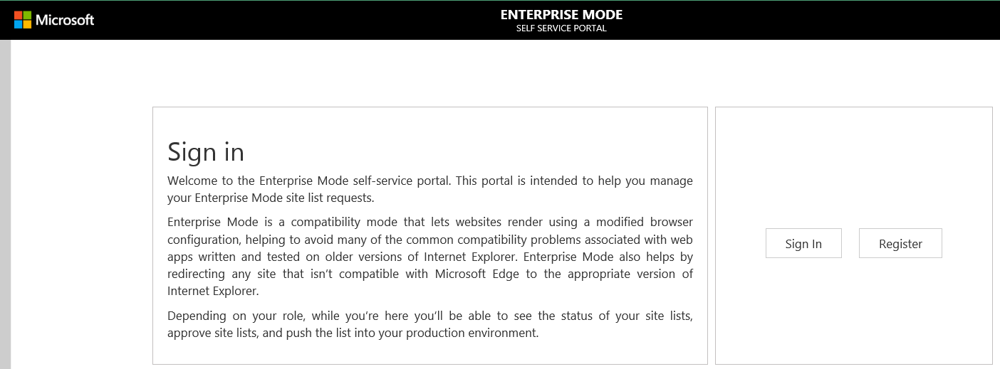 Microsoft
ENTERPRISE MODE
SELF SERVICE PORTAL
Sign in
Welcome to the Enterprise Mode self-service portal. This portal is intended to help you manage
your Enterprise Mode site list requests.
Enterprise Mode is a compatibility mode that lets websites render using a modified browser
configuration, helping to avoid many of the common compatibility problems associated with web
apps written and tested on older versions of Internet Explorer. Enterprise Mode also helps by
redirecting any site that isn’t compatible with Microsoft Edge to the appropriate version of
Internet Explorer.
Depending on your role, while you’re here you’ll be able to see the status of your site lists,
approve site lists, and push the list into your production environment.
Sign In
Register